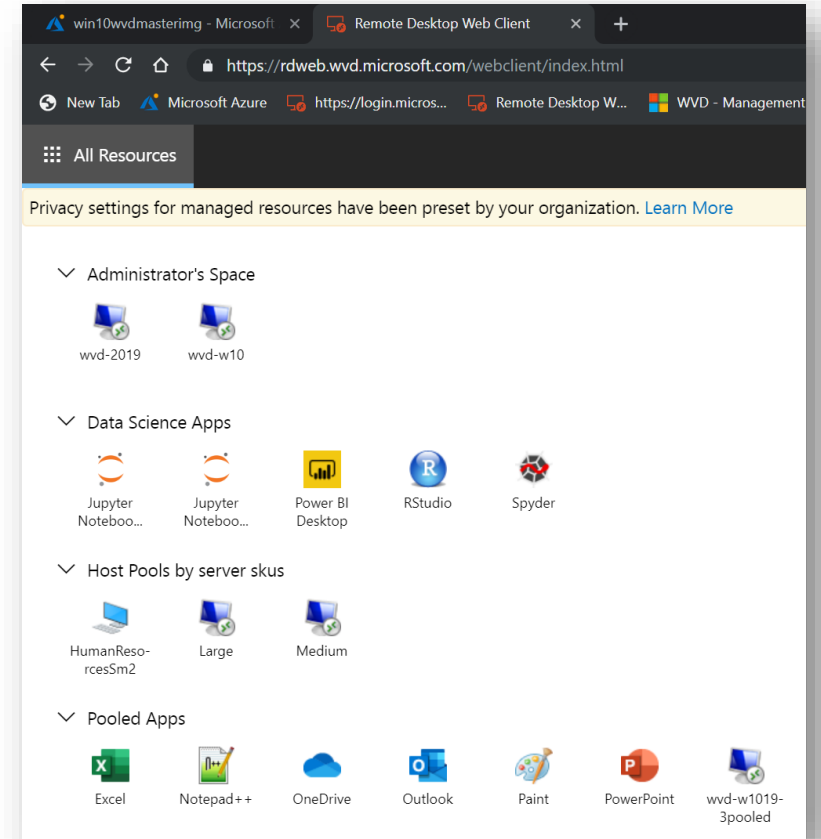 win10wvdmasterimg - Microsoft
Remote Desktop Web Client
https://rdweb.wvd.microsoft.com/webclient/index.html
New Tab Microsoft Azure https://login.micros... Remote Desktop W... WVD - Management
All Resources
Privacy settings for managed resources have been preset by your organization. Learn More
Administrator's Space
wvd-2019 wvd-w10
Data Science Apps
Jupyter Noteboo...
Jupyter Noteboo...
Power BI Desktop
RStudio
Spyder
Host Pools by server skus
HumanReso-
rcesSm2
Large
Medium
Pooled Apps
Excel Notepad++ OneDrive Outlook Paint PowerPoint wvd-w1019-
3pooled